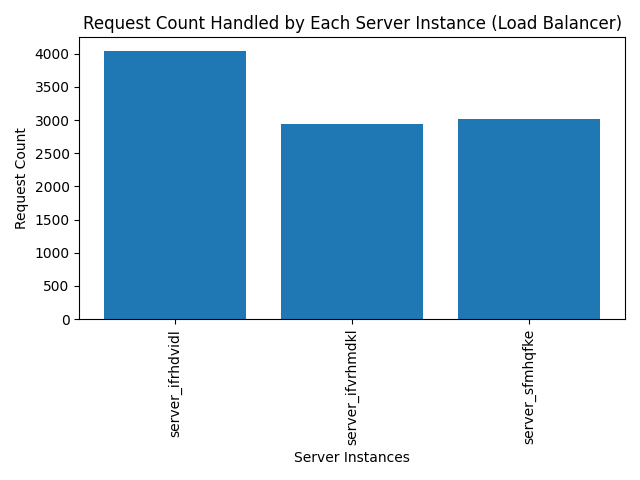 Request Count Handled by Each Server Instance (Load Balancer)
4000
3500
3000
2500
2000
1500
1000
500
0
Request Count
server_ifrhdvidl
server_ifvrhmdkl
server_sfmhqfke
Server Instances